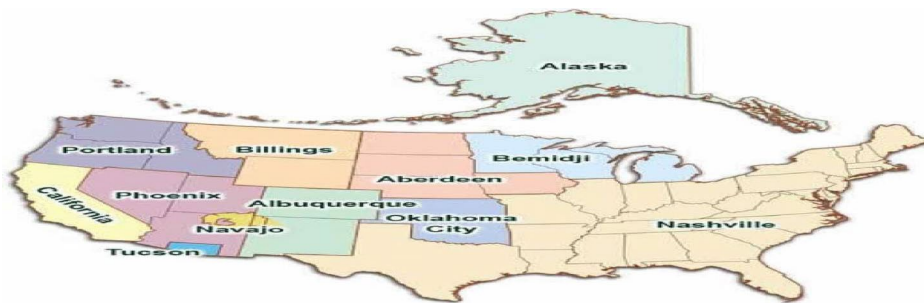 Alaska
Portland
Billings
Bemidji
Aberdeen
California
Phoenix
Albuquerque
Navajo
Oklahoma
City
Nashville
Tucson